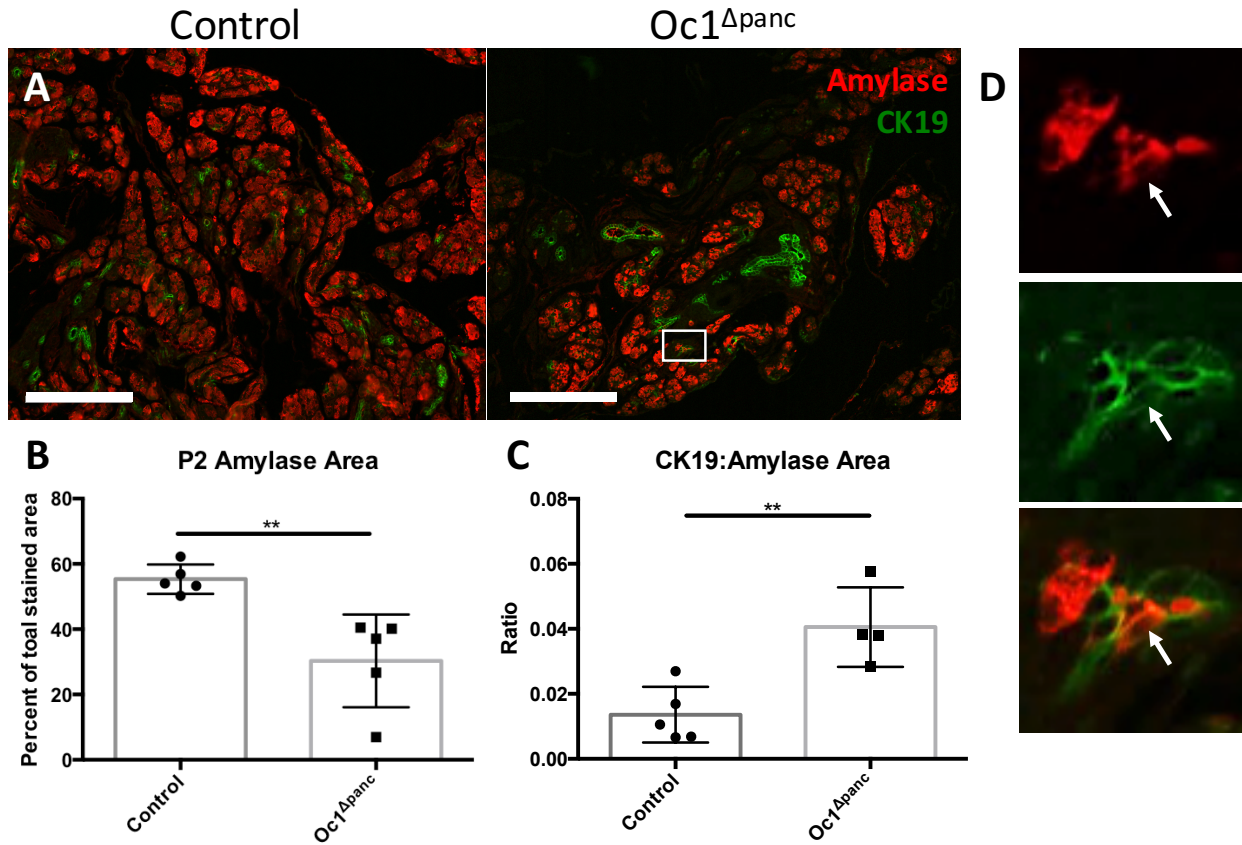 Control
Oc1Δpanc
A
Amylase
CK19
D
B
P2 Amylase Area
Percent of toal stained area
80
60
40
20
0
**
Control
Oc1Δpanc
C
CK19:Amylase Area
Ratio
0.08
0.06
0.04
0.02
0.00
**
Control
Oc1Δpanc